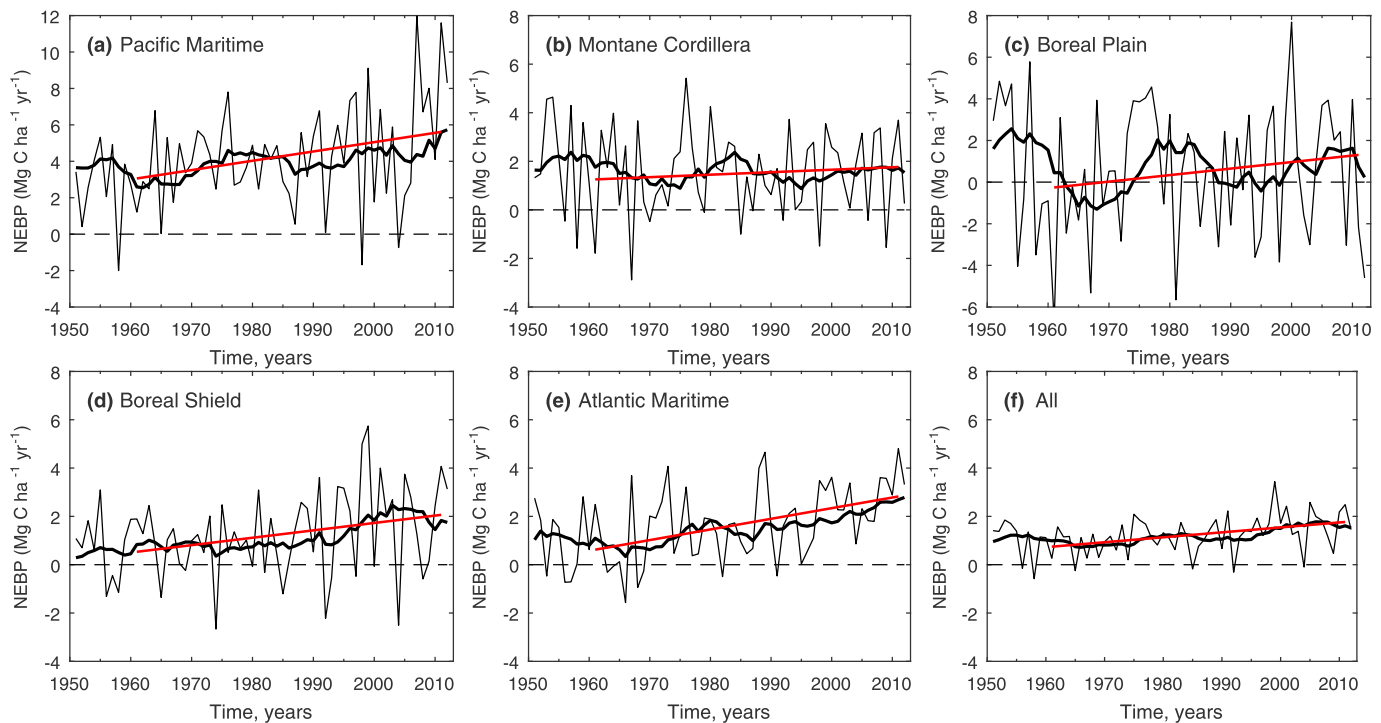 (a) Pacific Maritime
NEBP (Mg C ha -1 yr-1)
12
10
8
6
4
2
0
-2
-4
1950 1960 1970 1980 1990 2000 2010
Time, years
(b) Montane Cordillera
NEBP (Mg C ha -1 yr-1)
8
6
4
2
0
-2
-4
1950 1960 1970 1980 1990 2000 2010
Time, years
(c) Boreal Plain
NEBP (Mg C ha -1 yr-1)
8
6
4
2
0
-2
-4
-6
1950 1960 1970 1980 1990 2000 2010
Time, years
(d) Boreal Shield
NEBP (Mg C ha -1 yr-1)
8
6
4
2
0
-2
-4
1950 1960 1970 1980 1990 2000 2010
Time, years
(e) Atlantic Maritime
NEBP (Mg C ha -1 yr-1)
8
6
4
2
0
-2
-4
1950 1960 1970 1980 1990 2000 2010
Time, years
(f) All
NEBP (Mg C ha -1 yr-1)
8
6
4
2
0
-2
-4
1950 1960 1970 1980 1990 2000 2010
Time, years